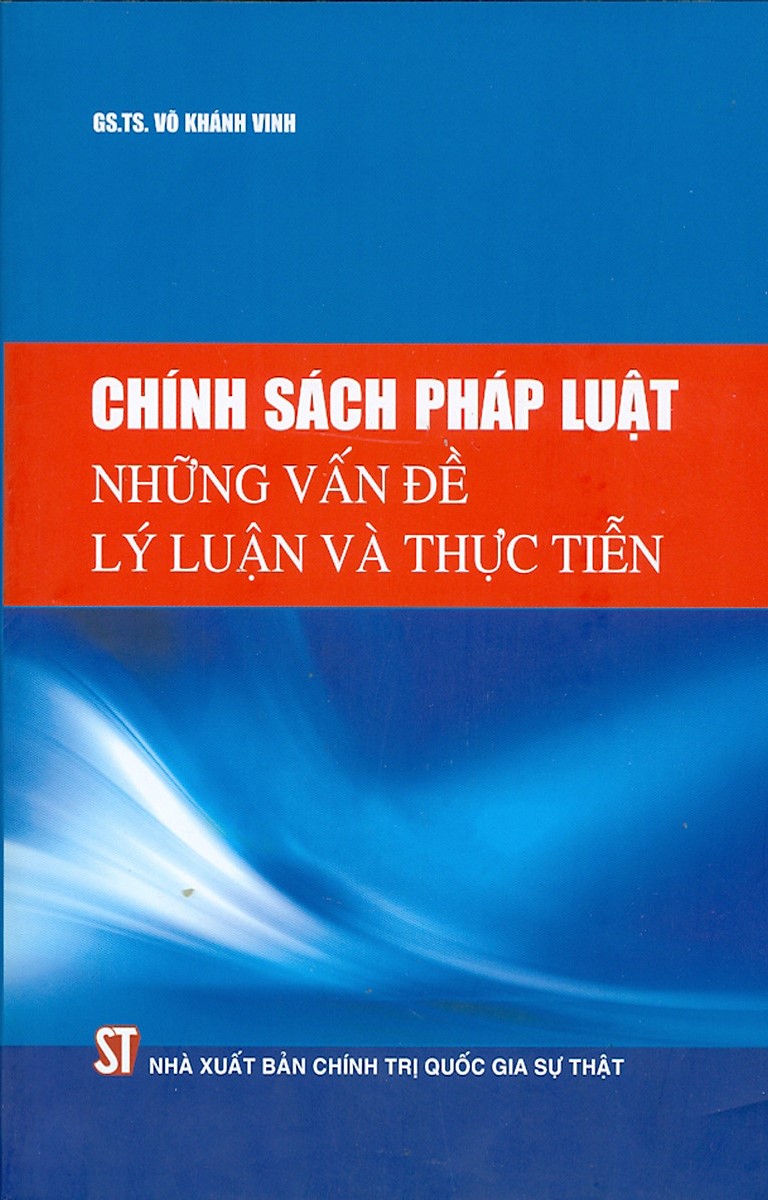 GS.TS. VÕ KHÁNH VINH
CHÍNH SÁCH PHÁP LUẬT
NHỮNG VẤN ĐỀ
LÝ LUẬN VÀ THỰC TIỄN
ST
NHÀ XUẤT BẢN CHÍNH TRỊ QUỐC GIA SỰ THẬT